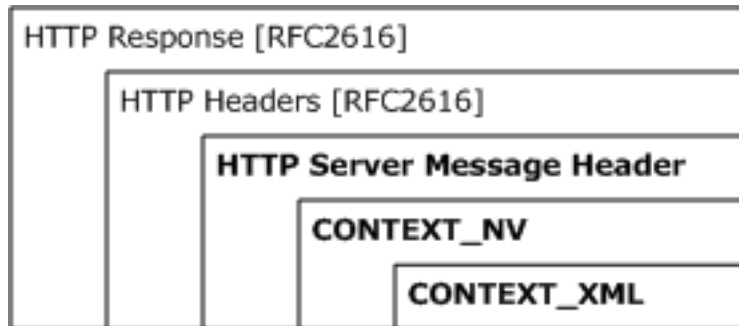 HTTP Response [RFC2616]
HTTP Headers [RFC2616]
HTTP Server Message Header
CONTEXT_NV
CONTEXT_XML